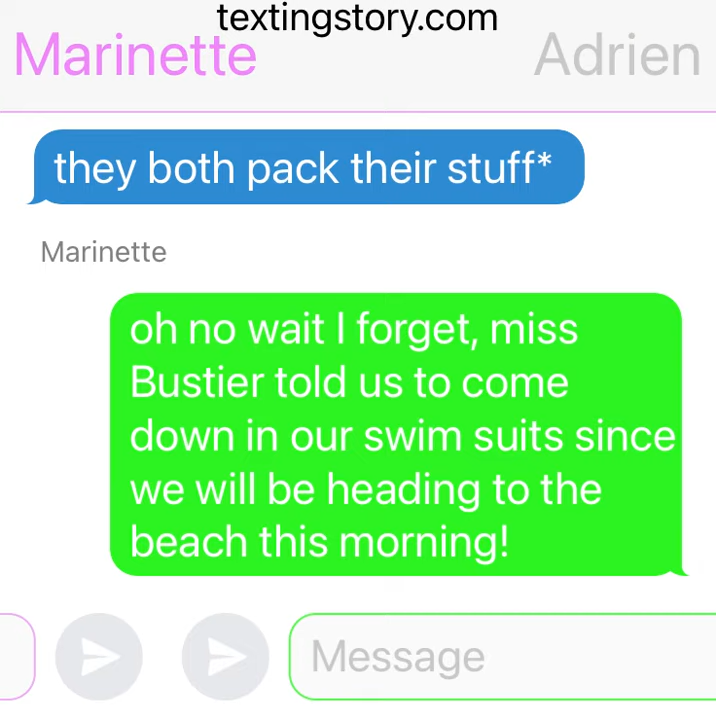 textingstory.com
Marinette
Adrien
they both pack their stuff*
Marinette
oh no wait I forget, miss
Bustier told us to come
down in our swim suits since
we will be heading to the
beach this morning!
Message